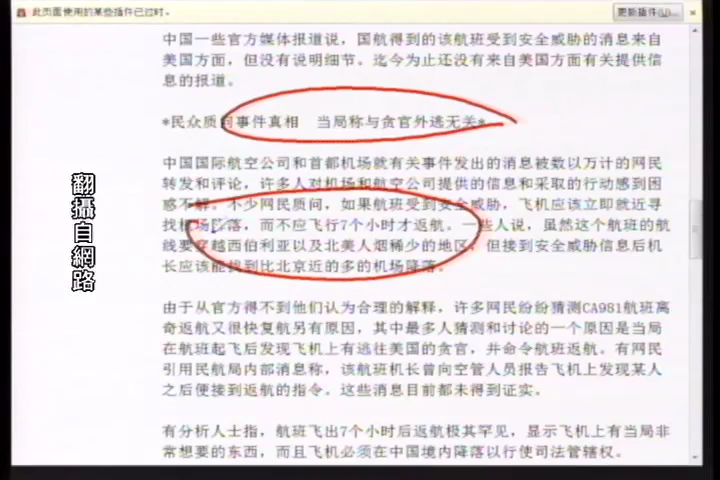 此页面使用的某些插件已过时。
更新插件(U)...
中国一些官方媒体报道说，国航得到的该航班受到安全威胁的消息来自
美国方面，但没有说明细节。迄今为止还没有来自美国方面有关提供信
息的报道。
*民众质问事件真相 当局称与贪官外逃无关*
中国国际航空公司和首都机场就有关事件发出的消息被数以万计的网民
转发和评论，许多人对机场和航空公司提供的信息和采取的行动感到困
惑不解。不少网民质问，如果航班受到安全威胁，飞机应该立即就近寻
找机场降落，而不应飞行7个小时才返航。一些人说，虽然这个航班的航
线要穿越西伯利亚以及北美人烟稀少的地区，但接到安全威胁信息后机
长应该能找到比北京近的多的机场降落。
由于从官方得不到他们认为合理的解释，许多网民纷纷猜测CA981航班离
奇返航又很快复航另有原因，其中最多人猜测和讨论的一个原因是当局
在航班起飞后发现飞机上有逃往美国的贪官，并命令航班返航。有网民
引用民航局内部消息称，该航班机长曾向空管人员报告飞机上发现某人
之后便接到返航的指令。这些消息目前都未得到证实。
有分析人士指，航班飞出7个小时后返航极其罕见，显示飞机上有当局非
常想要的东西，而且飞机必须在中国境内降落以行使司法管辖权。
翻攝自網路